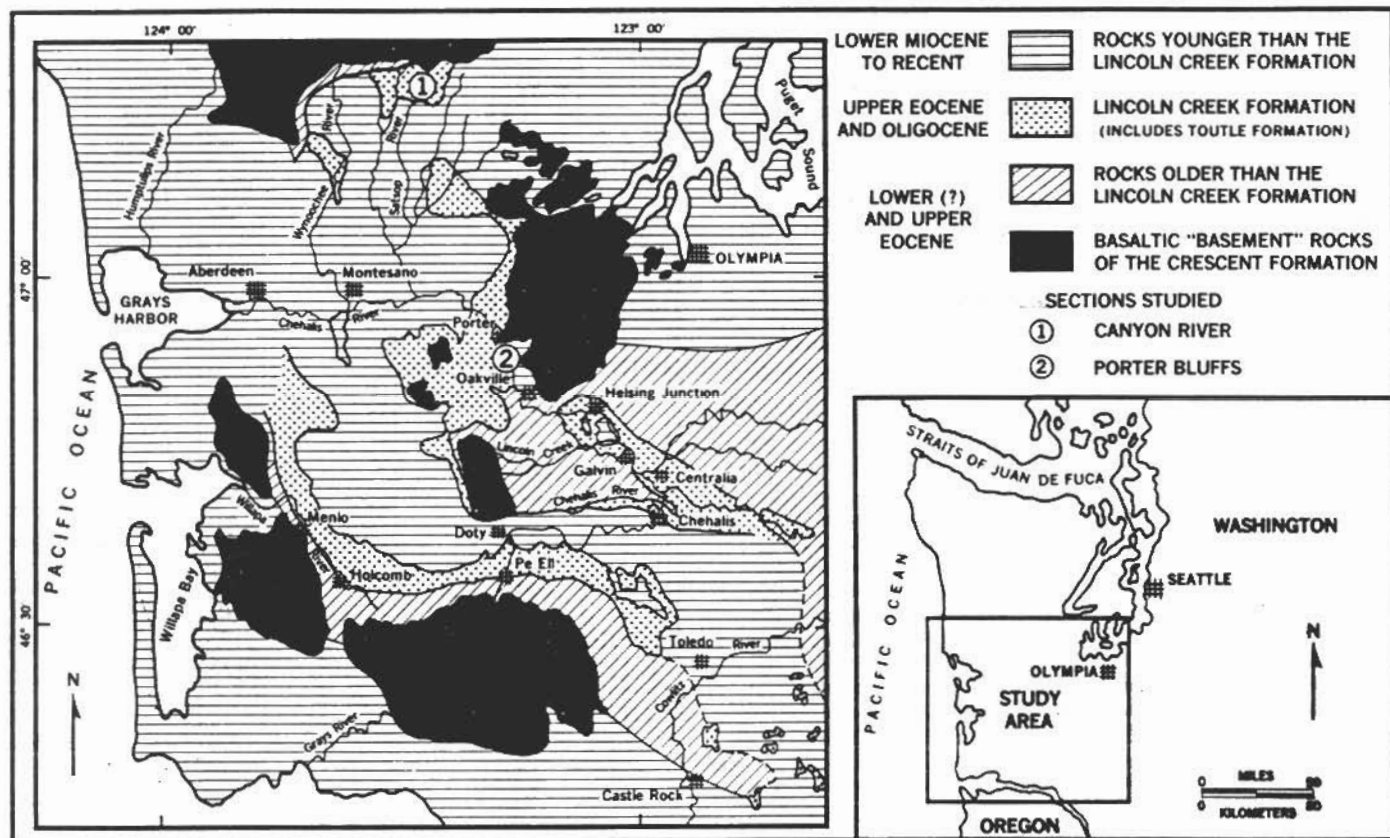 124 00'
123 00'
47 00'
46 30'
PACIFIC OCEAN
Humptulips River
Wynoochee River
Satsop River
1
Puget Sound
OLYMPIA
Aberdeen
Montesano
GRAYS
HARBOR
Chehalis River
Porter
2
Oakville
Helsing Junction
Lincoln Creek
Galvin
Centralia
Chehalis River
Chehalis
Willapa River
Menlo
Doty
Pe Ell
Holcomb
Willapa Bay
Toledo
Cowlitz River
Grays River
Castle Rock
N
LOWER MIOCENE
TO RECENT
ROCKS YOUNGER THAN THE
LINCOLN CREEK FORMATION
UPPER EOCENE
AND OLIGOCENE
LINCOLN CREEK FORMATION
(INCLUDES TOUTLE FORMATION)
LOWER (?)
AND UPPER
EOCENE
ROCKS OLDER THAN THE
LINCOLN CREEK FORMATION
BASALTIC "BASEMENT" ROCKS
OF THE CRESCENT FORMATION
SECTIONS STUDIED
1 CANYON RIVER
2 PORTER BLUFFS
STRAITS OF JUAN DE FUCA
WASHINGTON
SEATTLE
PACIFIC OCEAN
OLYMPIA
STUDY
AREA
N
OREGON
0 MILES
0 KILOMETERS 80